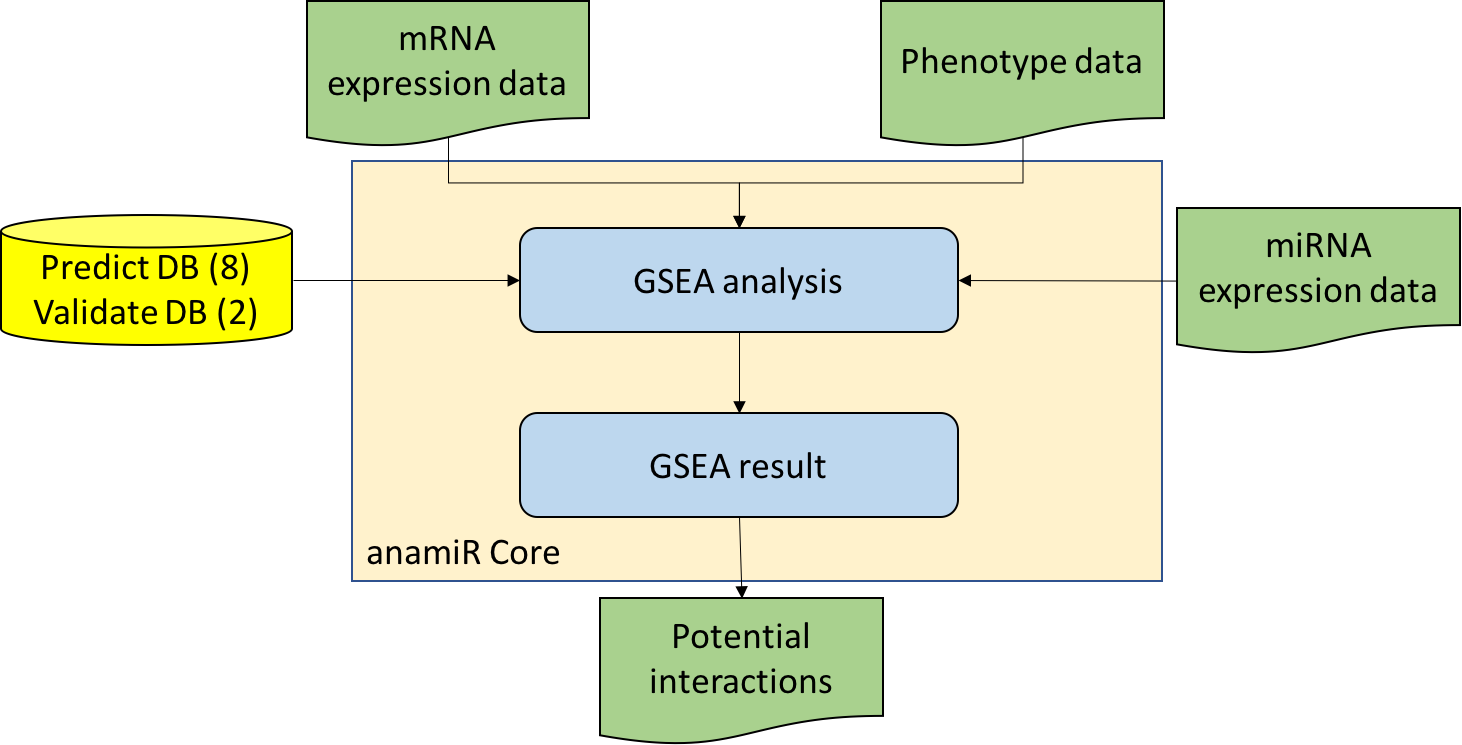 mRNA
expression data
Phenotype data
Predict DB (8)
Validate DB (2)
GSEA analysis
miRNA
expression data
GSEA result
anamiR Core
Potential
interactions